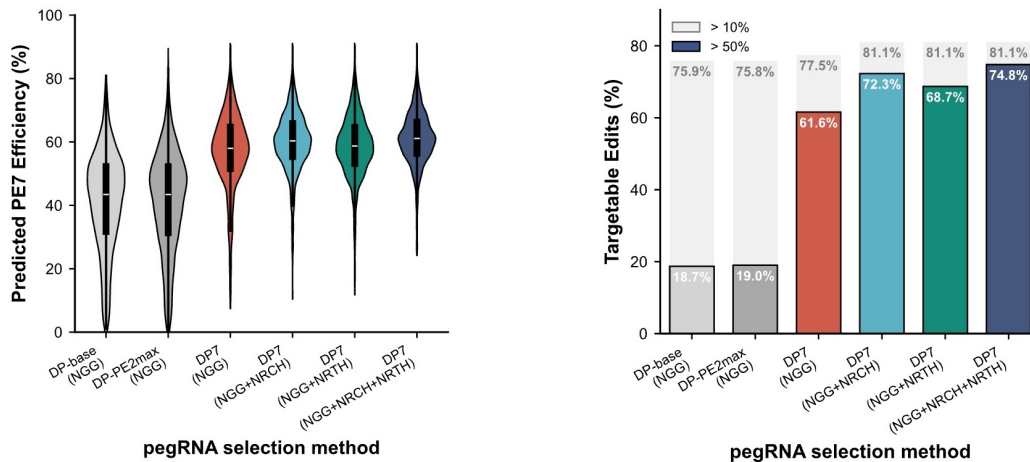 Predicted PE7 Efficiency (%)
100
80
60
40
20
0
DP-base
(NGG)
DP-PE2max
(NGG)
DP7
(NGG)
DP7
(NGG+NRCH)
DP7
(NGG+NRTH)
DP7
(NGG+NRCH+NRTH)
pegRNA selection method
Targetable Edits (%)
80
60
40
20
0
> 10%
> 50%
75.9%
75.8%
77.5%
81.1%
81.1%
81.1%
18.7%
19.0%
61.6%
72.3%
68.7%
74.8%
DP-base
(NGG)
DP-PE2max
(NGG)
DP7
(NGG)
DP7
(NGG+NRCH)
DP7
(NGG+NRTH)
DP7
(NGG+NRCH+NRTH)
pegRNA selection method